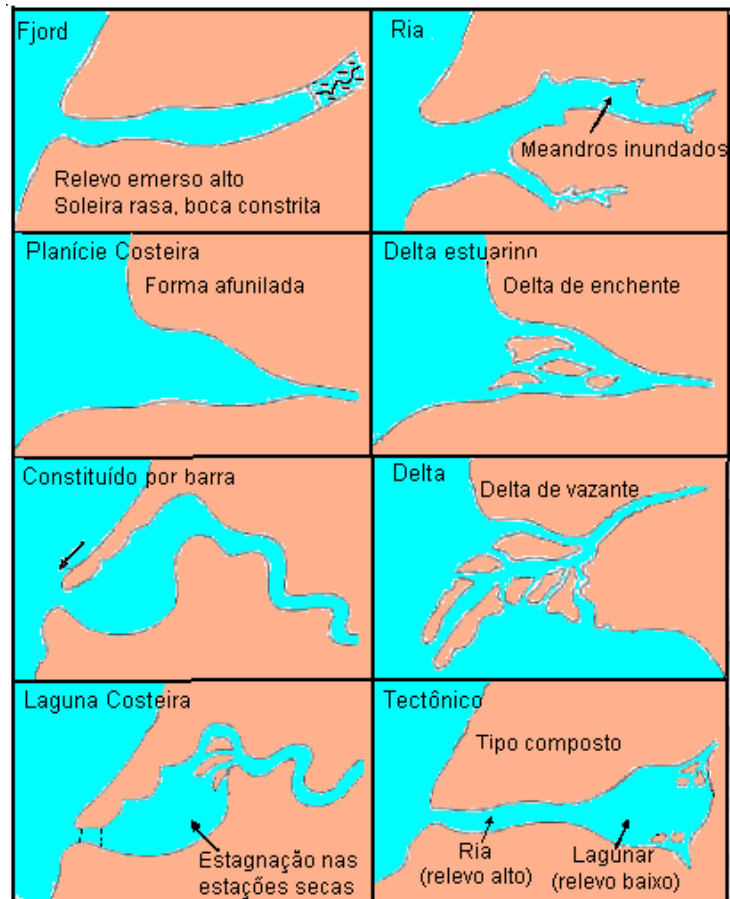 Fjord
Relevo emerso alto
Soleira rasa, boca constrita
Ria
Meandros inundados
Planície Costeira
Forma afunilada
Delta estuarino
Delta de enchente
Constituído por barra
Delta
Delta de vazante
Laguna Costeira
Estagnação nas
estações secas
Tectônico
Tipo composto
Ria
(relevo alto)
Lagunar
(relevo baixo)